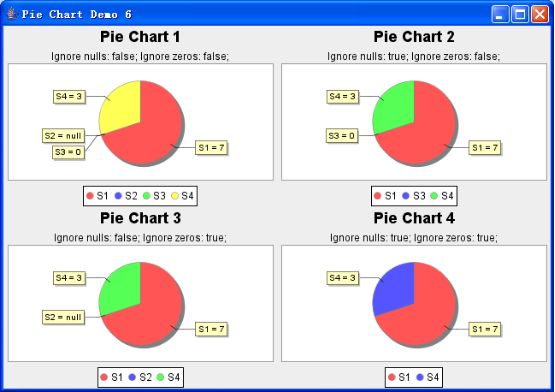 Pie Chart Demo 6
Pie Chart 1
Ignore nulls: false; Ignore zeros: false;
S4 = 3
S2 = null
S3 = 0
S1 = 7
S1 S2 S3 S4
Pie Chart 2
Ignore nulls: true; Ignore zeros: false;
S4 = 3
S3 = 0
S1 = 7
S1 S3 S4
Pie Chart 3
Ignore nulls: false; Ignore zeros: true;
S4 = 3
S2 = null
S1 = 7
S1 S2 S4
Pie Chart 4
Ignore nulls: true; Ignore zeros: true;
S4 = 3
S1 = 7
S1 S4